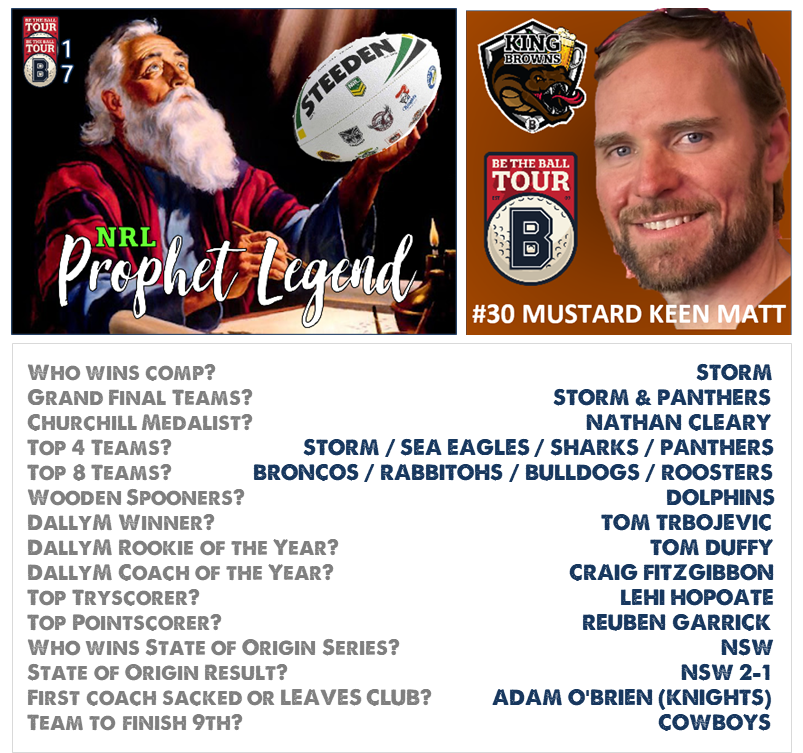 BE THE BALL
TOUR
BE THE BALL
TOUR
B
1
7
STEEDEN
NRL
NRL
Prophet Legend
KING
BROWNS
B
BE THE BALL
TOUR
B
#30 MUSTARD KEEN MATT
WHO WINS COMP? STORM
GRAND FINAL TEAMS? STORM & PANTHERS
CHURCHILL MEDALIST? NATHAN CLEARY
TOP 4 TEAMS? STORM / SEA EAGLES / SHARKS / PANTHERS
TOP 8 TEAMS? BRONCOS / RABBITOHS / BULLDOGS / ROOSTERS
WOODEN SPOONERS? DOLPHINS
DALLYM WINNER? TOM TRBOJEVIC
DALLYM ROOKIE OF THE YEAR? TOM DUFFY
DALLYM COACH OF THE YEAR? CRAIG FITZGIBBON
TOP TRYSCORER? LEHI HOPOATE
TOP POINTSCORER? REUBEN GARRICK
WHO WINS STATE OF ORIGIN SERIES? NSW
STATE OF ORIGIN RESULT? NSW 2-1
FIRST COACH SACKED OR LEAVES CLUB? ADAM O'BRIEN (KNIGHTS)
TEAM TO FINISH 9TH? COWBOYS